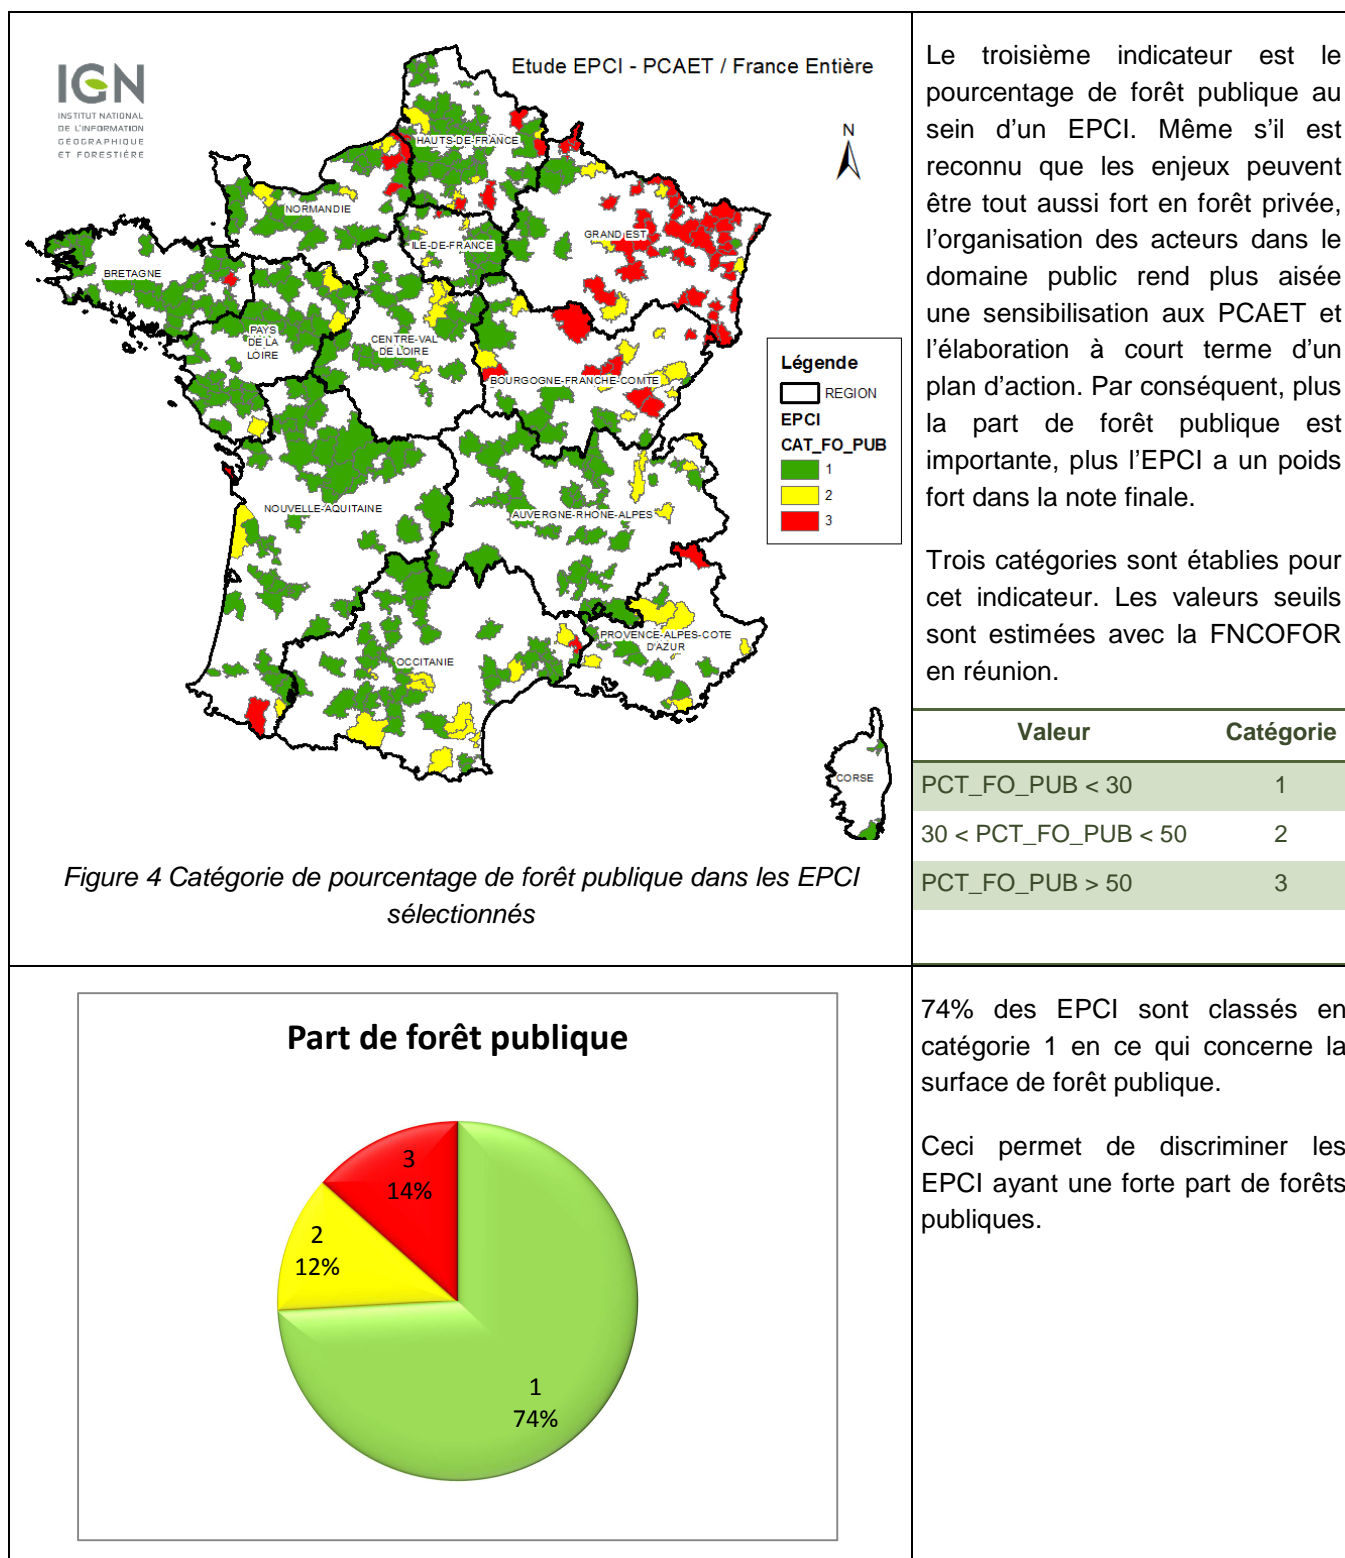 IGN
INSTITUT NATIONAL
DE L'INFORMATION
GÉOGRAPHIQUE
ET FORESTIÈRE
Etude EPCI - PCAET / France Entière
N
HAUTS-DE-FRANCE
NORMANDIE
ILE-DE-FRANCE
GRAND EST
BRETAGNE
PAYS
DE LA
LOIRE
CENTRE-VAL
DE LOIRE
BOURGOGNE-FRANCHE-COMTE
NOUVELLE-AQUITAINE
AUVERGNE-RHONE-ALPES
PROVENCE-ALPES-COTE
D'AZUR
OCCITANIE
CORSE
Légende
REGION
EPCI
CAT_FO_PUB
1
2
3
Figure 4 Catégorie de pourcentage de forêt publique dans les EPCI
sélectionnés
Le troisième indicateur est le
pourcentage de forêt publique au
sein d'un EPCI. Même s'il est
reconnu que les enjeux peuvent
être tout aussi fort en forêt privée,
l'organisation des acteurs dans le
domaine public rend plus aisée
une sensibilisation aux PCAET et
l'élaboration à court terme d'un
plan d'action. Par conséquent, plus
la part de forêt publique est
importante, plus l'EPCI a un poids
fort dans la note finale.
Trois catégories sont établies pour
cet indicateur. Les valeurs seuils
sont estimées avec la FNCOFOR
en réunion.
Valeur Catégorie
PCT_FO_PUB < 30 1
30 < PCT_FO_PUB < 50 2
PCT_FO_PUB > 50 3
Part de forêt publique
3
14%
2
12%
1
74%
74% des EPCI sont classés en
catégorie 1 en ce qui concerne la
surface de forêt publique.
Ceci permet de discriminer les
EPCI ayant une forte part de forêts
publiques.